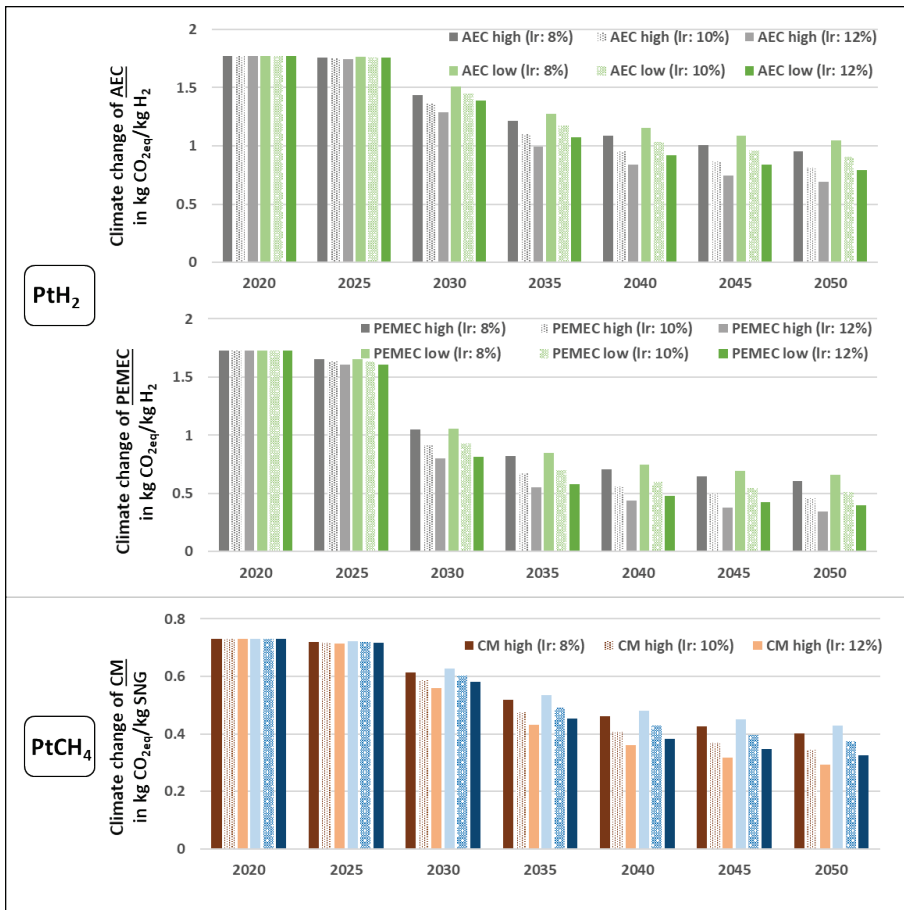 PtH2
Climate change of AEC
in kg CO2eq/kg H2
2
1.5
1
0.5
0
AEC high (lr: 8%) AEC high (lr: 10%) AEC high (lr: 12%)
AEC low (lr: 8%) AEC low (lr: 10%) AEC low (lr: 12%)
2020 2025 2030 2035 2040 2045 2050
Climate change of PEMEC
in kg CO2eq/kg H2
2
1.5
1
0.5
0
PEMEC high (lr: 8%) PEMEC high (lr: 10%) PEMEC high (lr: 12%)
PEMEC low (lr: 8%) PEMEC low (lr: 10%) PEMEC low (lr: 12%)
2020 2025 2030 2035 2040 2045 2050
PtCH4
Climate change of CM
in kg CO2eq/kg SNG
0.8
0.6
0.4
0.2
0
CM high (lr: 8%) CM high (lr: 10%) CM high (lr: 12%)
2020 2025 2030 2035 2040 2045 2050